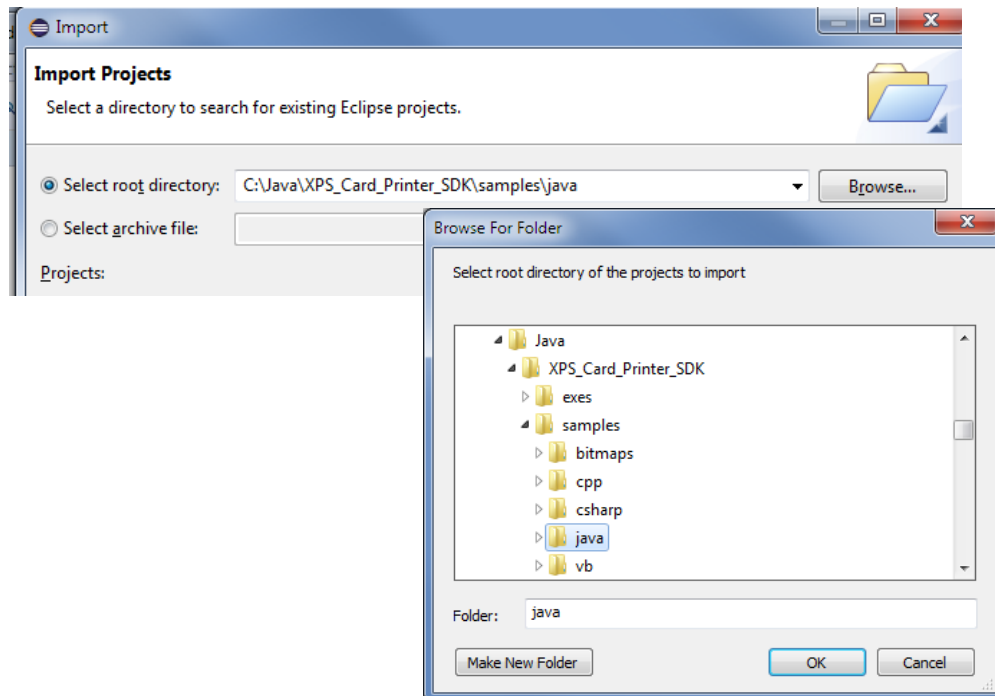 Import
Import Projects
Select a directory to search for existing Eclipse projects.
Select root directory: C:\Java\XPS_Card_Printer_SDK\samples\java Browse...
Select archive file:
Projects:
Browse For Folder
Select root directory of the projects to import
Java
XPS_Card_Printer_SDK
exes
samples
bitmaps
cpp
csharp
java
vb
Folder: java
Make New Folder OK Cancel